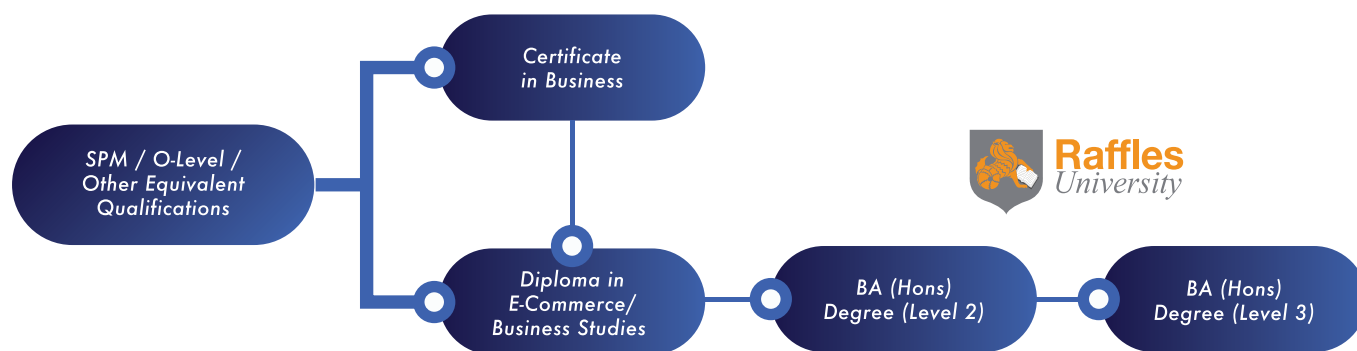 SPM / O-Level /
Other Equivalent
Qualifications
Certificate
in Business
Diploma in
E-Commerce/
Business Studies
Raffles
University
BA (Hons)
Degree (Level 2)
BA (Hons)
Degree (Level 3)